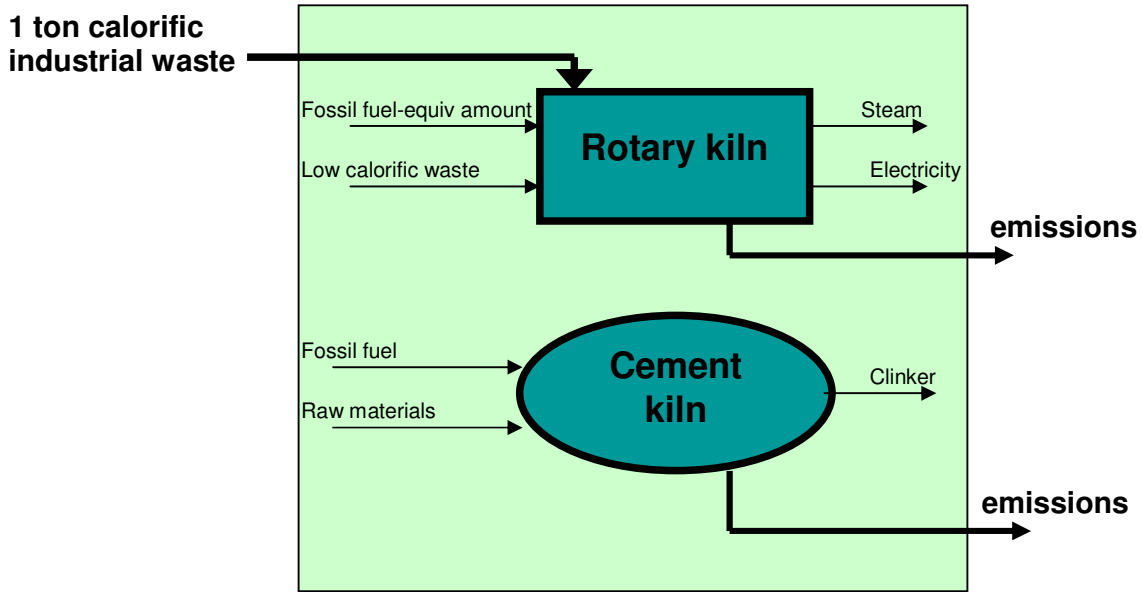 1 ton calorific
industrial waste
Fossil fuel-equiv amount
Low calorific waste
Rotary kiln
Steam
Electricity
emissions
Fossil fuel
Raw materials
Cement
kiln
Clinker
emissions